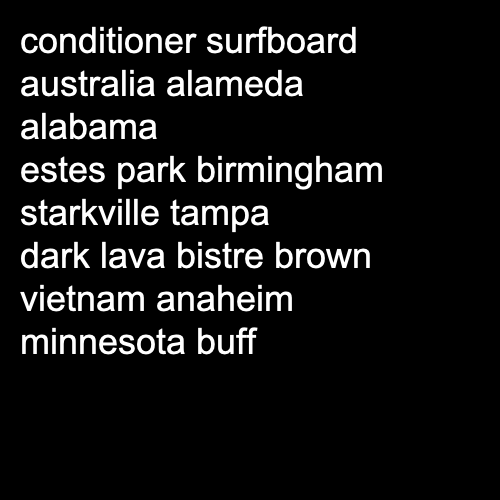 conditioner surfboard
australia alameda
alabama
estes park birmingham
starkville tampa
dark lava bistre brown
vietnam anaheim
minnesota buff